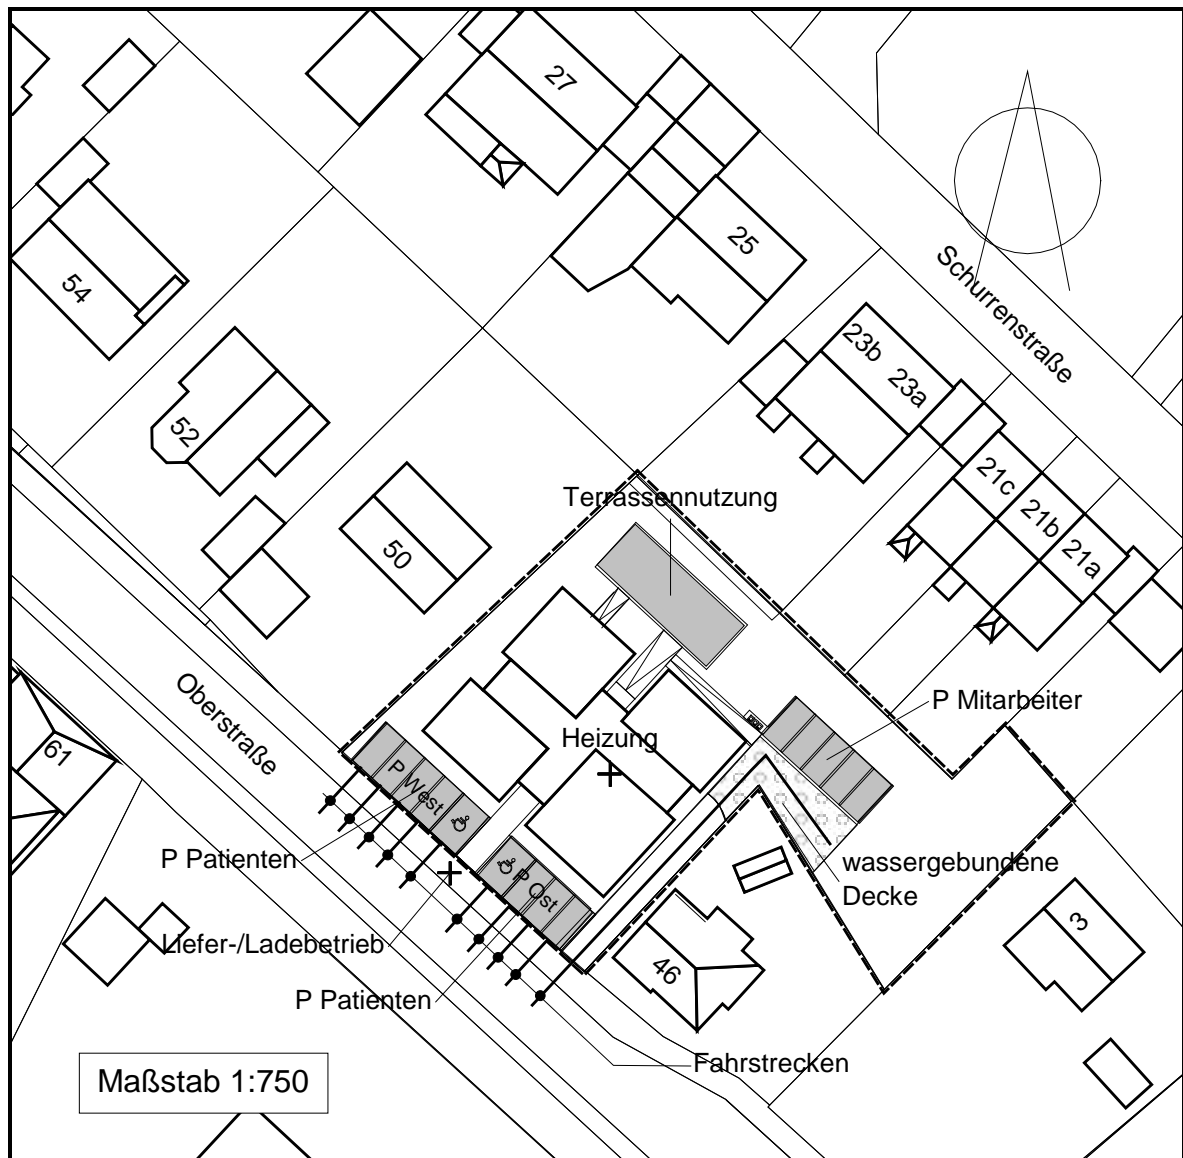 27
25
54
Schurrenstraße
23b
23a
52
21c
21b
21a
Terrassennutzung
50
Oberstraße
P Mitarbeiter
61
Heizung
P West
P Patienten
wassergebundene
Decke
P Ost
3
Liefer-/Ladebetrieb
46
P Patienten
Fahrstrecken
Maßstab 1:750